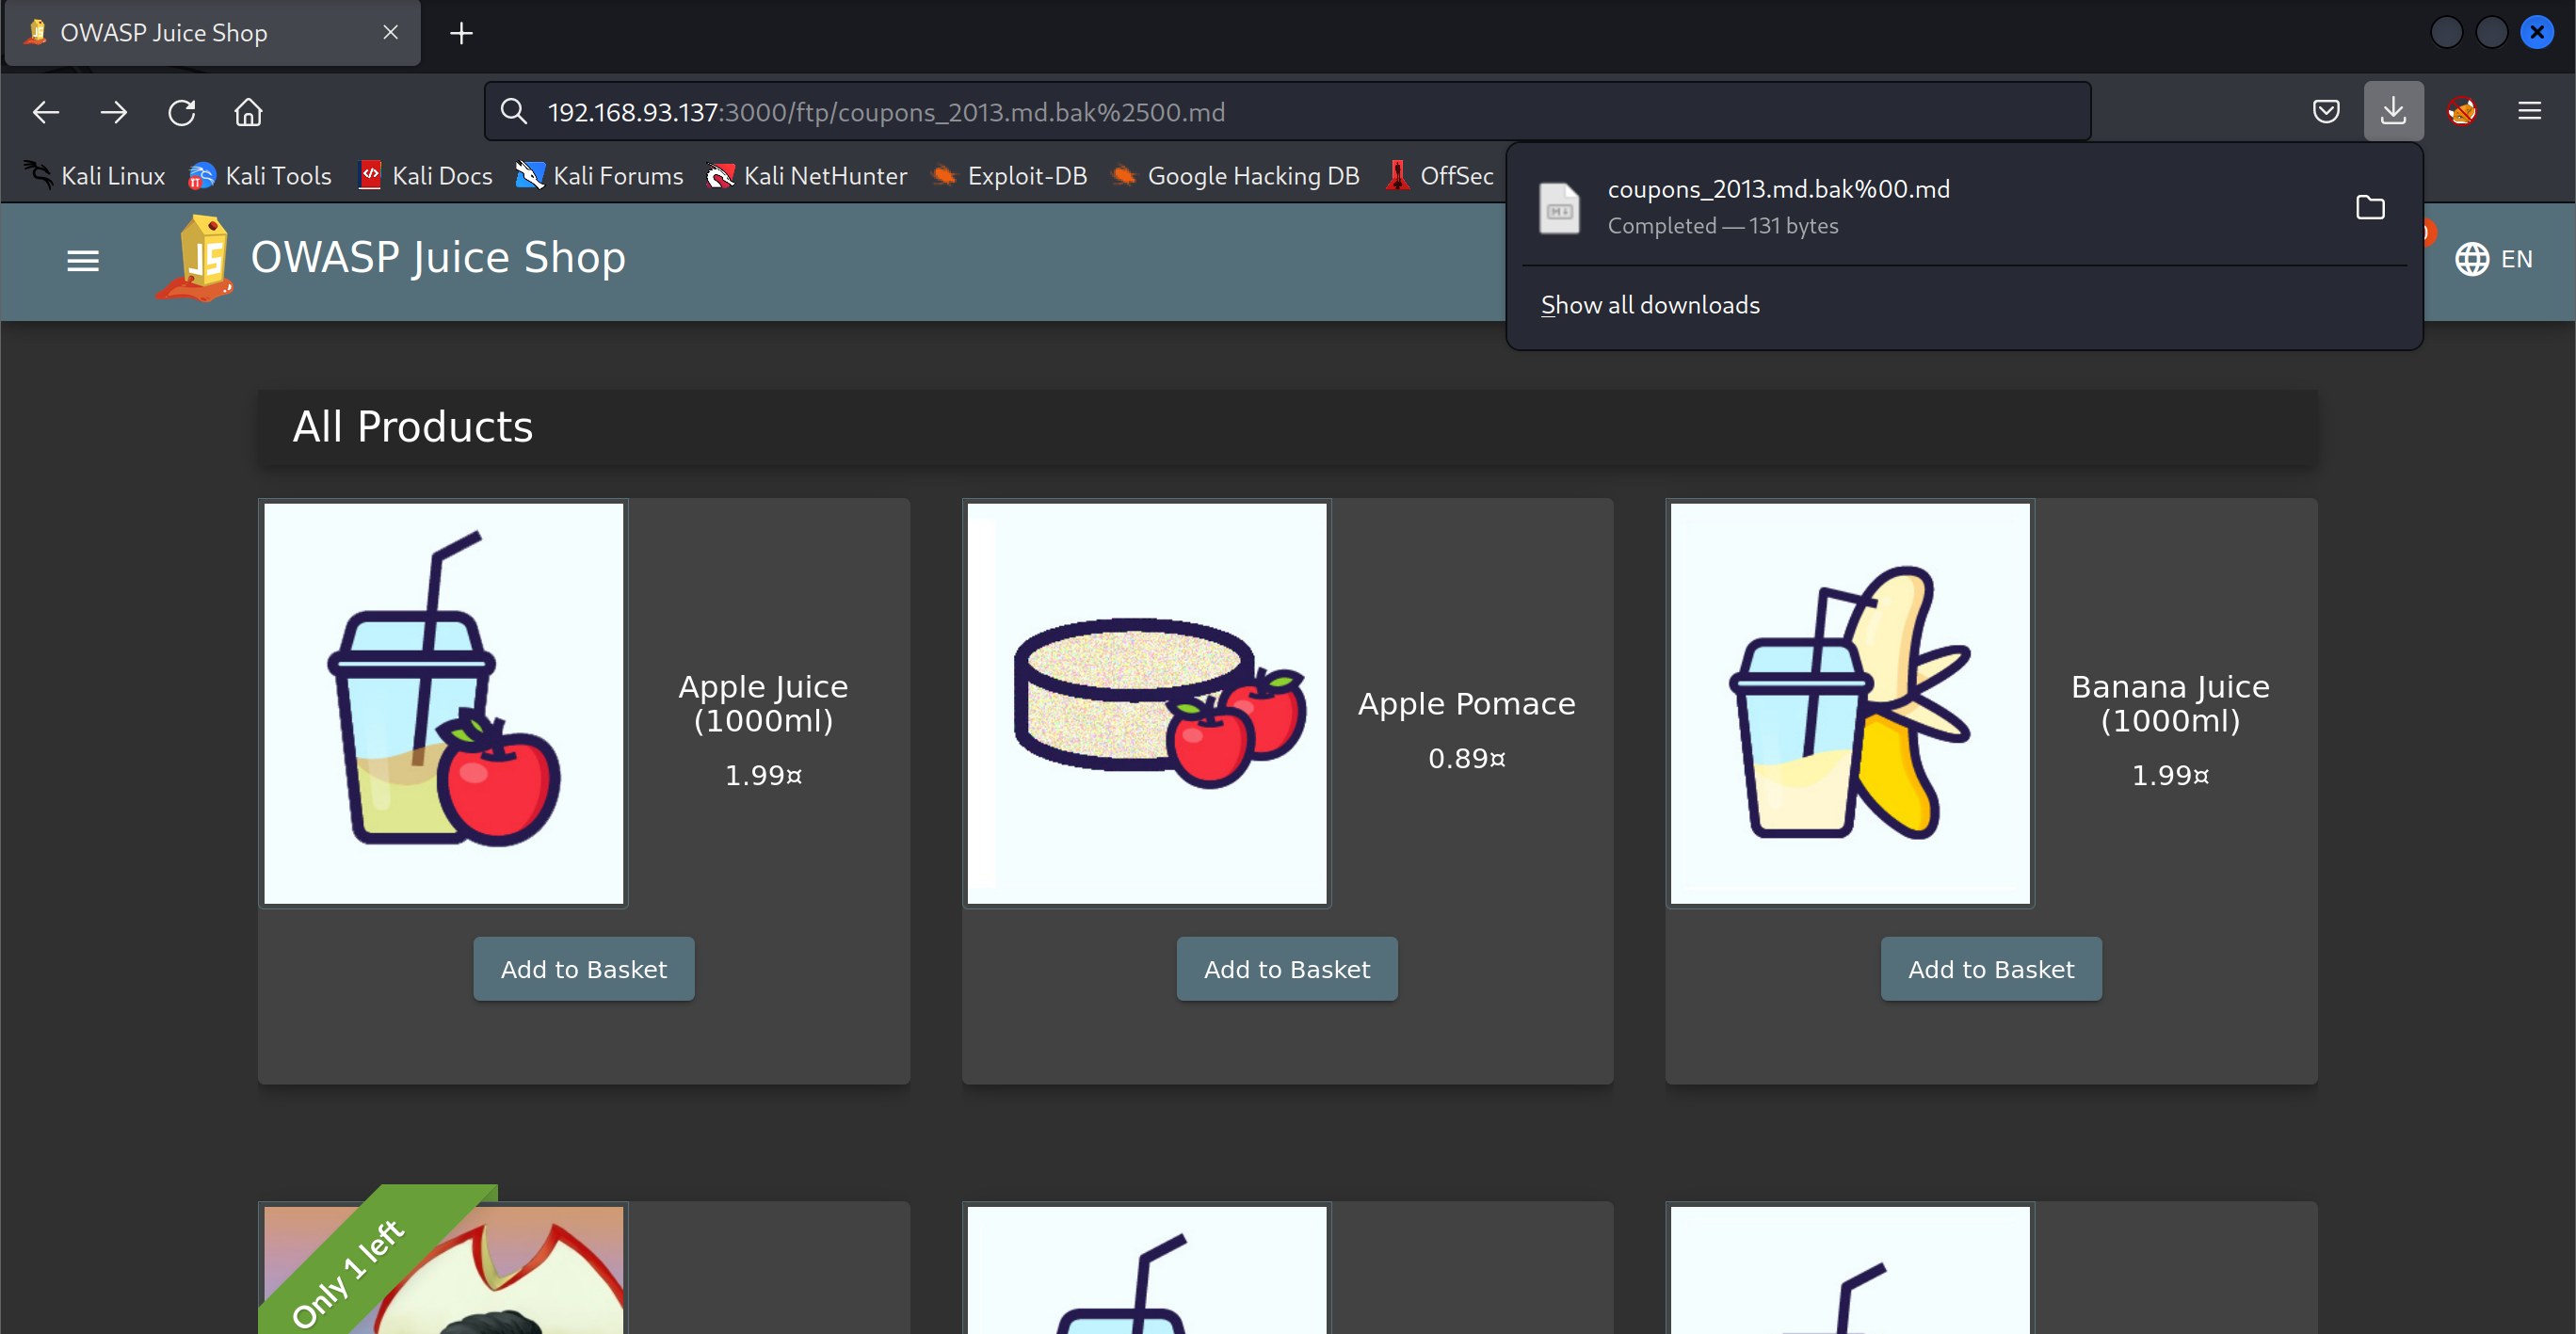 OWASP Juice Shop
192.168.93.137:3000/ftp/coupons_2013.md.bak%2500.md
Kali Linux Kali Tools Kali Docs Kali Forums Kali NetHunter Exploit-DB Google Hacking DB OffSec
coupons_2013.md.bak%00.md
Completed — 131 bytes
Show all downloads
JS OWASP Juice Shop
EN
All Products
Apple Juice
(1000ml)
1.99¤
Add to Basket
Apple Pomace
0.89¤
Add to Basket
Banana Juice
(1000ml)
1.99¤
Add to Basket
Only 1 left